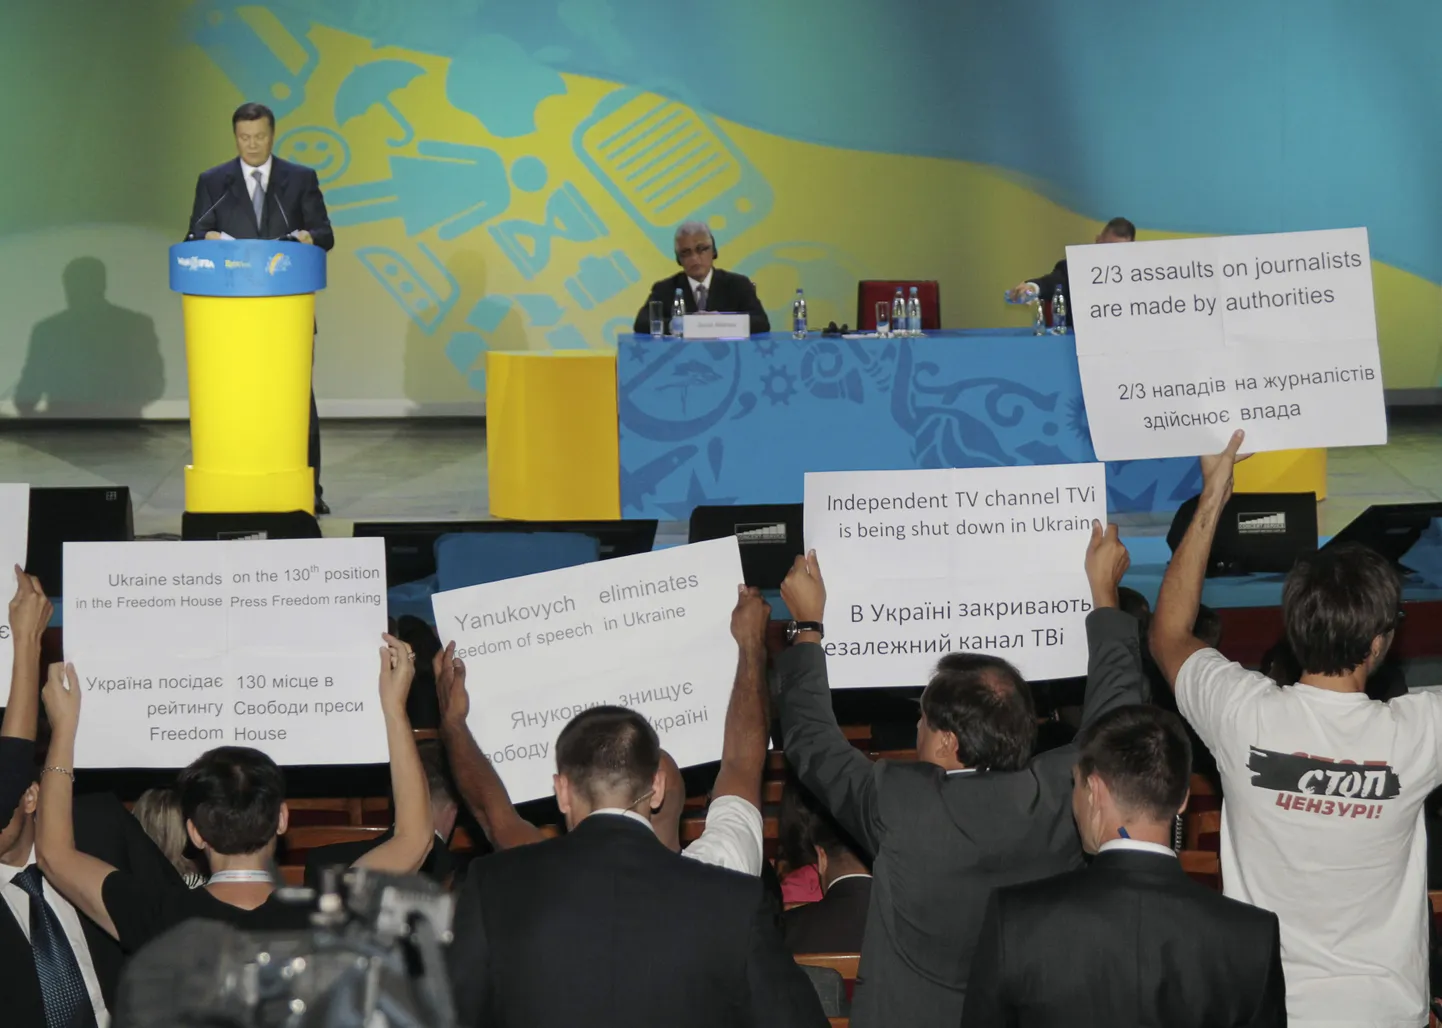 2/3 assaults on journalists
are made by authorities
2/3 нападів на журналістів
здійснює влада
Independent TV channel TVi
is being shut down in Ukraine
В Україні закривають
езалежний канал ТВі
Ukraine stands on the 130th position
in the Freedom House Press Freedom ranking
Україна посідає 130 місце в
рейтингу Свободи преси
Freedom House
Yanukovych eliminates
eedom of speech in Ukraine
Янукович знищує
вободу Україні
СТОП
ЦЕНЗУРІ!